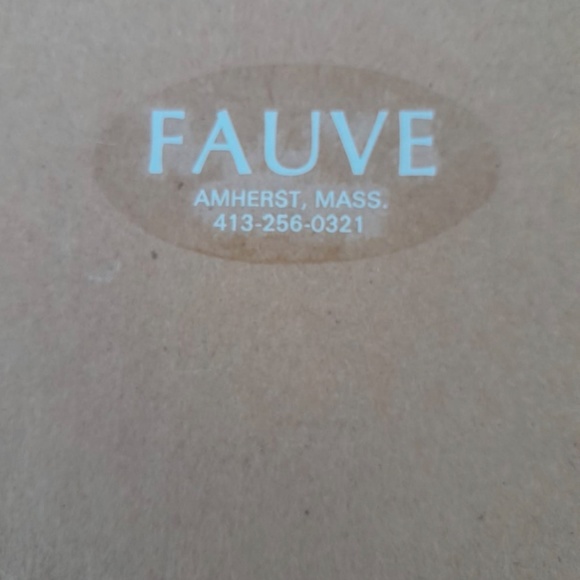 FAUVE
AMHERST, MASS.
413-256-0321